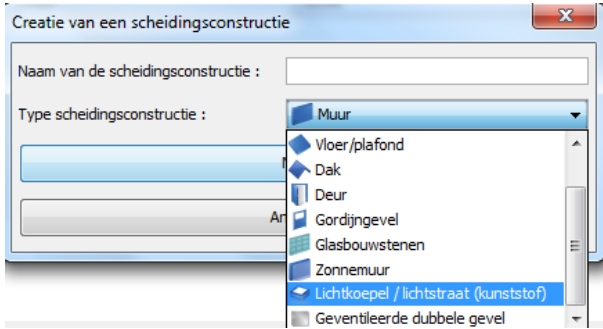 Creatie van een scheidingsconstructie
Naam van de scheidingsconstructie :
Type scheidingsconstructie :
Muur
Vloer/plafond
Dak
Deur
Gordijngevel
Glasbouwstenen
Zonnemuur
Lichtkoepel / lichtstraat (kunststof)
Geventileerde dubbele gevel